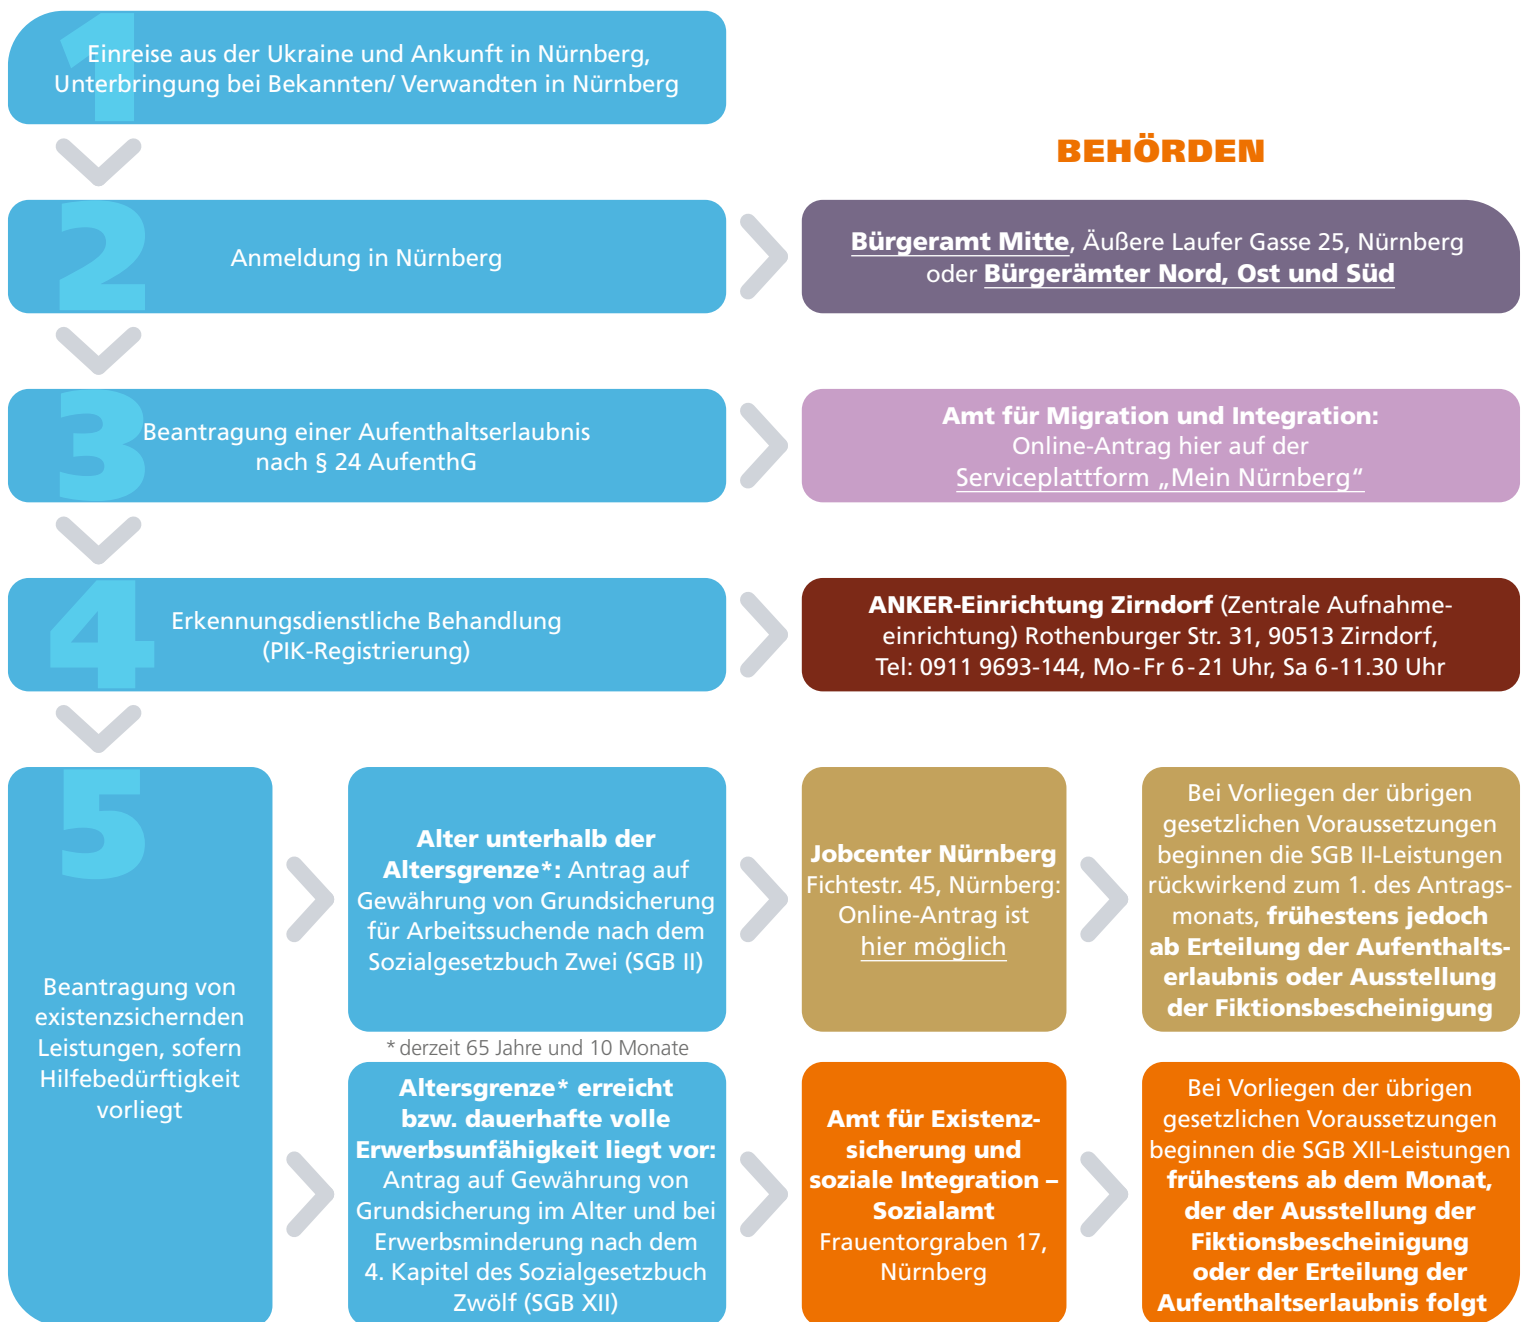 1
Einreise aus der Ukraine und Ankunft in Nürnberg,
Unterbringung bei Bekannten/ Verwandten in Nürnberg
BEHÖRDEN
2
Anmeldung in Nürnberg
Bürgeramt Mitte, Äußere Laufer Gasse 25, Nürnberg
oder Bürgerämter Nord, Ost und Süd
3
Beantragung einer Aufenthaltserlaubnis
nach § 24 AufenthG
Amt für Migration und Integration:
Online-Antrag hier auf der
Serviceplattform „Mein Nürnberg“
4
Erkennungsdienstliche Behandlung
(PIK-Registrierung)
ANKER-Einrichtung Zirndorf (Zentrale Aufnahme-
einrichtung) Rothenburger Str. 31, 90513 Zirndorf,
Tel: 0911 9693-144, Mo-Fr 6-21 Uhr, Sa 6-11.30 Uhr
5
Beantragung von
existenzsichernden
Leistungen, sofern
Hilfebedürftigkeit
vorliegt
Alter unterhalb der
Altersgrenze*: Antrag auf
Gewährung von Grundsicherung
für Arbeitssuchende nach dem
Sozialgesetzbuch Zwei (SGB II)
Jobcenter Nürnberg
Fichtestr. 45, Nürnberg:
Online-Antrag ist
hier möglich
Bei Vorliegen der übrigen
gesetzlichen Voraussetzungen
beginnen die SGB II-Leistungen
rückwirkend zum 1. des Antrags-
monats, frühestens jedoch
ab Erteilung der Aufenthalts-
erlaubnis oder Ausstellung
der Fiktionsbescheinigung
* derzeit 65 Jahre und 10 Monate
Altersgrenze* erreicht
bzw. dauerhafte volle
Erwerbsunfähigkeit liegt vor:
Antrag auf Gewährung von
Grundsicherung im Alter und bei
Erwerbsminderung nach dem
4. Kapitel des Sozialgesetzbuch
Zwölf (SGB XII)
Amt für Existenz-
sicherung und
soziale Integration –
Sozialamt
Frauentorgraben 17,
Nürnberg
Bei Vorliegen der übrigen
gesetzlichen Voraussetzungen
beginnen die SGB XII-Leistungen
frühestens ab dem Monat,
der der Ausstellung der
Fiktionsbescheinigung
oder der Erteilung der
Aufenthaltserlaubnis folgt